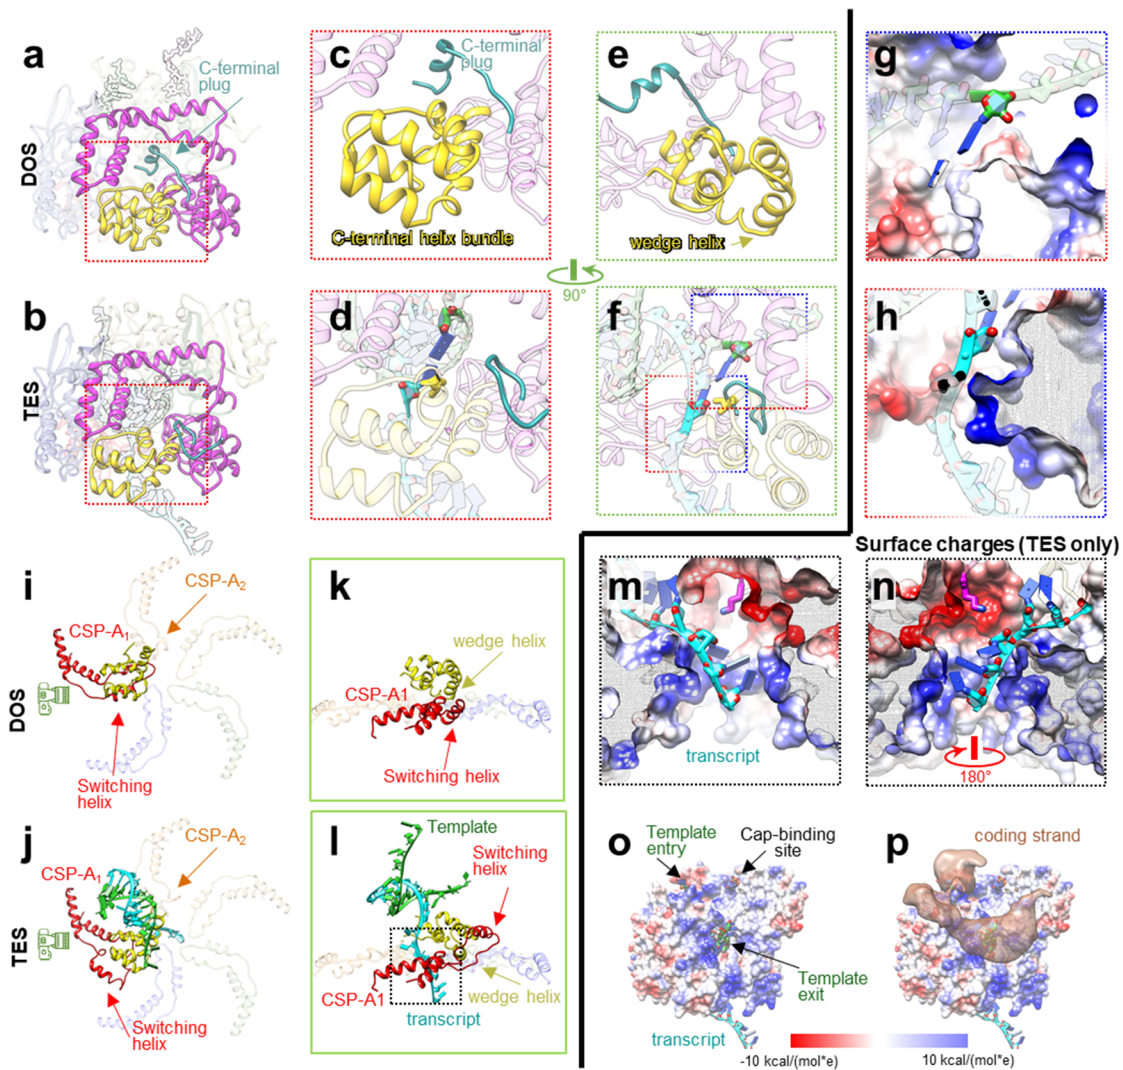 a
C-terminal
plug
DOS
c
C-terminal
plug
C-terminal helix bundle
e
wedge helix
g
90°
b
TES
d
f
h
Surface charges (TES only)
i
CSP-A2
CSP-A1
DOS
Switching
helix
k
wedge helix
CSP-A1
Switching helix
m
transcript
n
180°
j
CSP-A2
CSP-A1
TES
Switching
helix
l
Template
Switching
helix
CSP-A1
wedge helix
transcript
o
Template
entry
Cap-binding
site
Template
exit
transcript
p
coding strand
-10 kcal/(mol*e)
10 kcal/(mol*e)